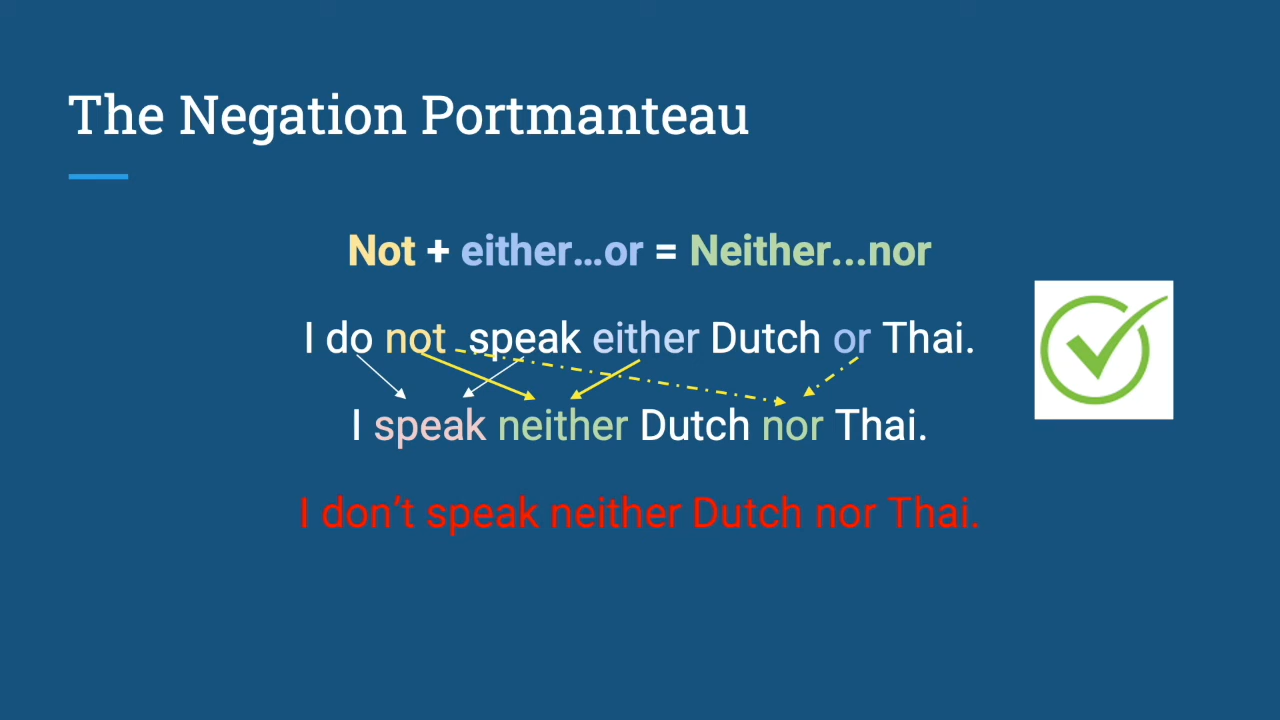 The Negation Portmanteau
Not + either…or = Neither...nor
I do not speak either Dutch or Thai.
I speak neither Dutch nor Thai.
I don’t speak neither Dutch nor Thai.